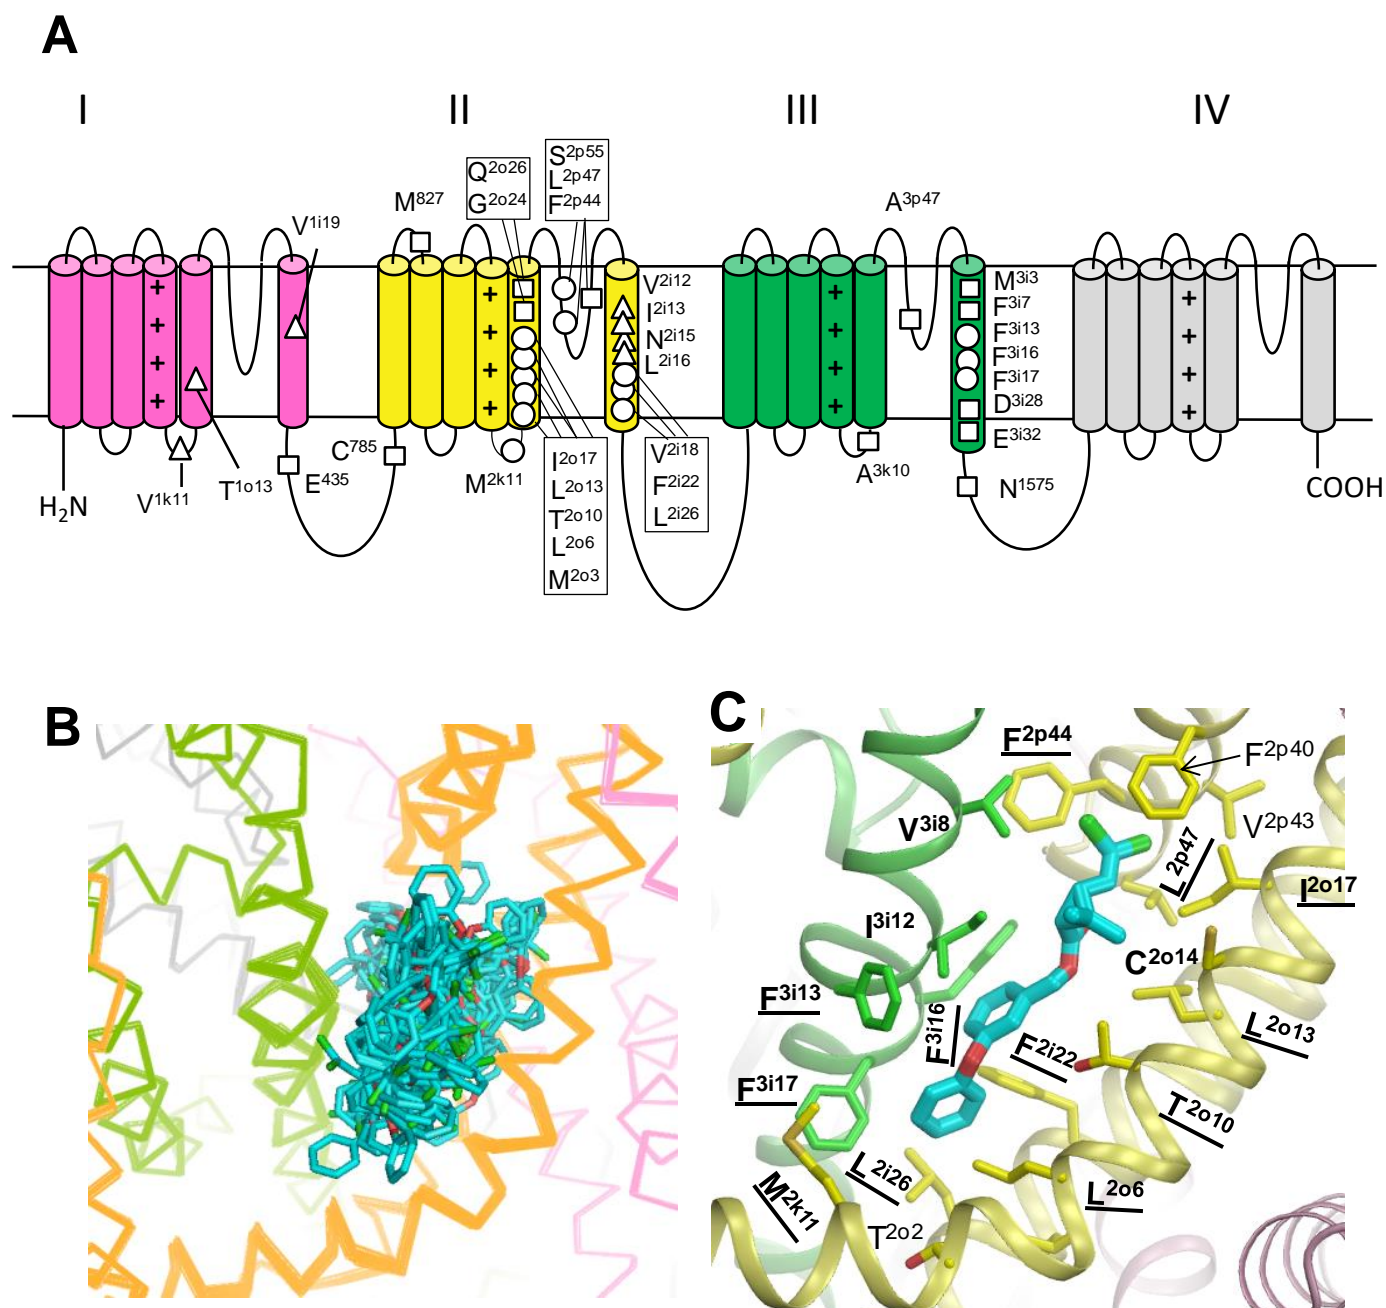 A
I
II
III
IV
Q2o26
G2o24
S2p55
L2p47
F2p44
M827
V1i19
A3p47
V2i12
I2i13
N2i15
L2i16
M3i3
F3i7
F3i13
F3i16
F3i17
D3i28
E3i32
+ + + +
+ + + +
+ + + +
+ + + +
H2N
V1k11
T1o13
E435
C785
M2k11
I2o17
L2o13
T2o10
L2o6
M2o3
V2i18
F2i22
L2i26
A3k10
N1575
COOH
B
C
F2p44
F2p40
V3i8
V2p43
L2p47
I2o17
I3i12
C2o14
F3i13
F3i16
F2i22
L2o13
F3i17
T2o10
L2i26
M2k11
L2o6
T2o2